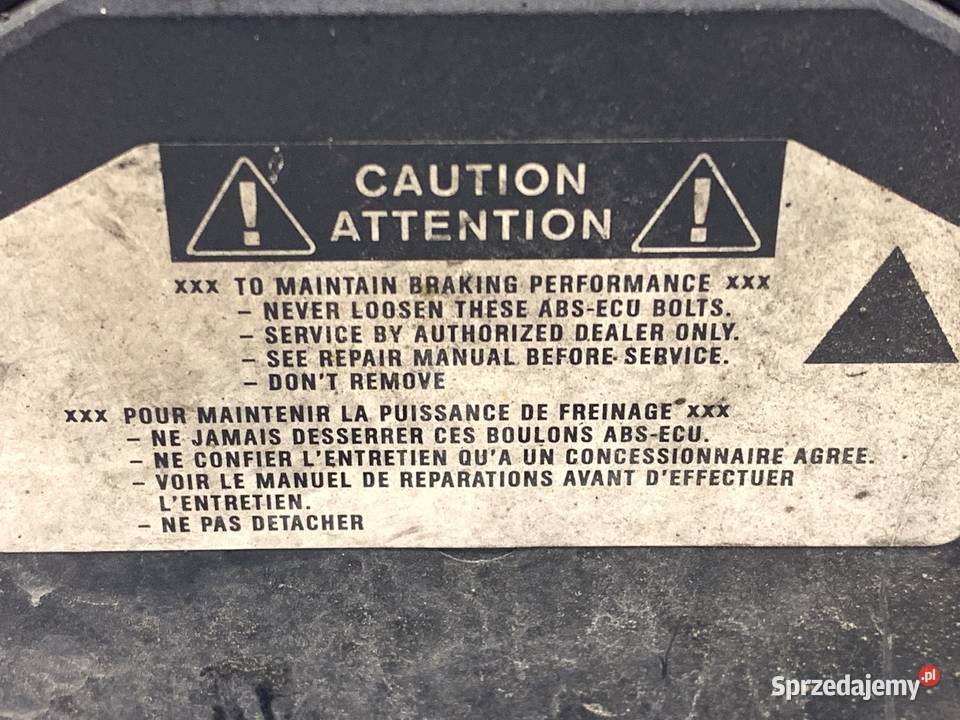 CAUTION
ATTENTION
xxx TO MAINTAIN BRAKING PERFORMANCE xxx
– NEVER LOOSEN THESE ABS-ECU BOLTS.
– SERVICE BY AUTHORIZED DEALER ONLY.
– SEE REPAIR MANUAL BEFORE SERVICE.
– DON'T REMOVE
xxx POUR MAINTENIR LA PUISSANCE DE FREINAGE xxx
– NE JAMAIS DESSERRER CES BOULONS ABS-ECU.
– NE CONFIER L'ENTRETIEN QU'A UN CONCESSIONNAIRE AGREE.
– VOIR LE MANUEL DE REPARATIONS AVANT D'EFFECTUER
L'ENTRETIEN.
– NE PAS DETACHER
Sprzedajemy.pl